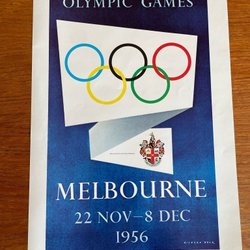 OLYMPIC GAMES
MELBOURNE
22 NOV–8 DEC
1956